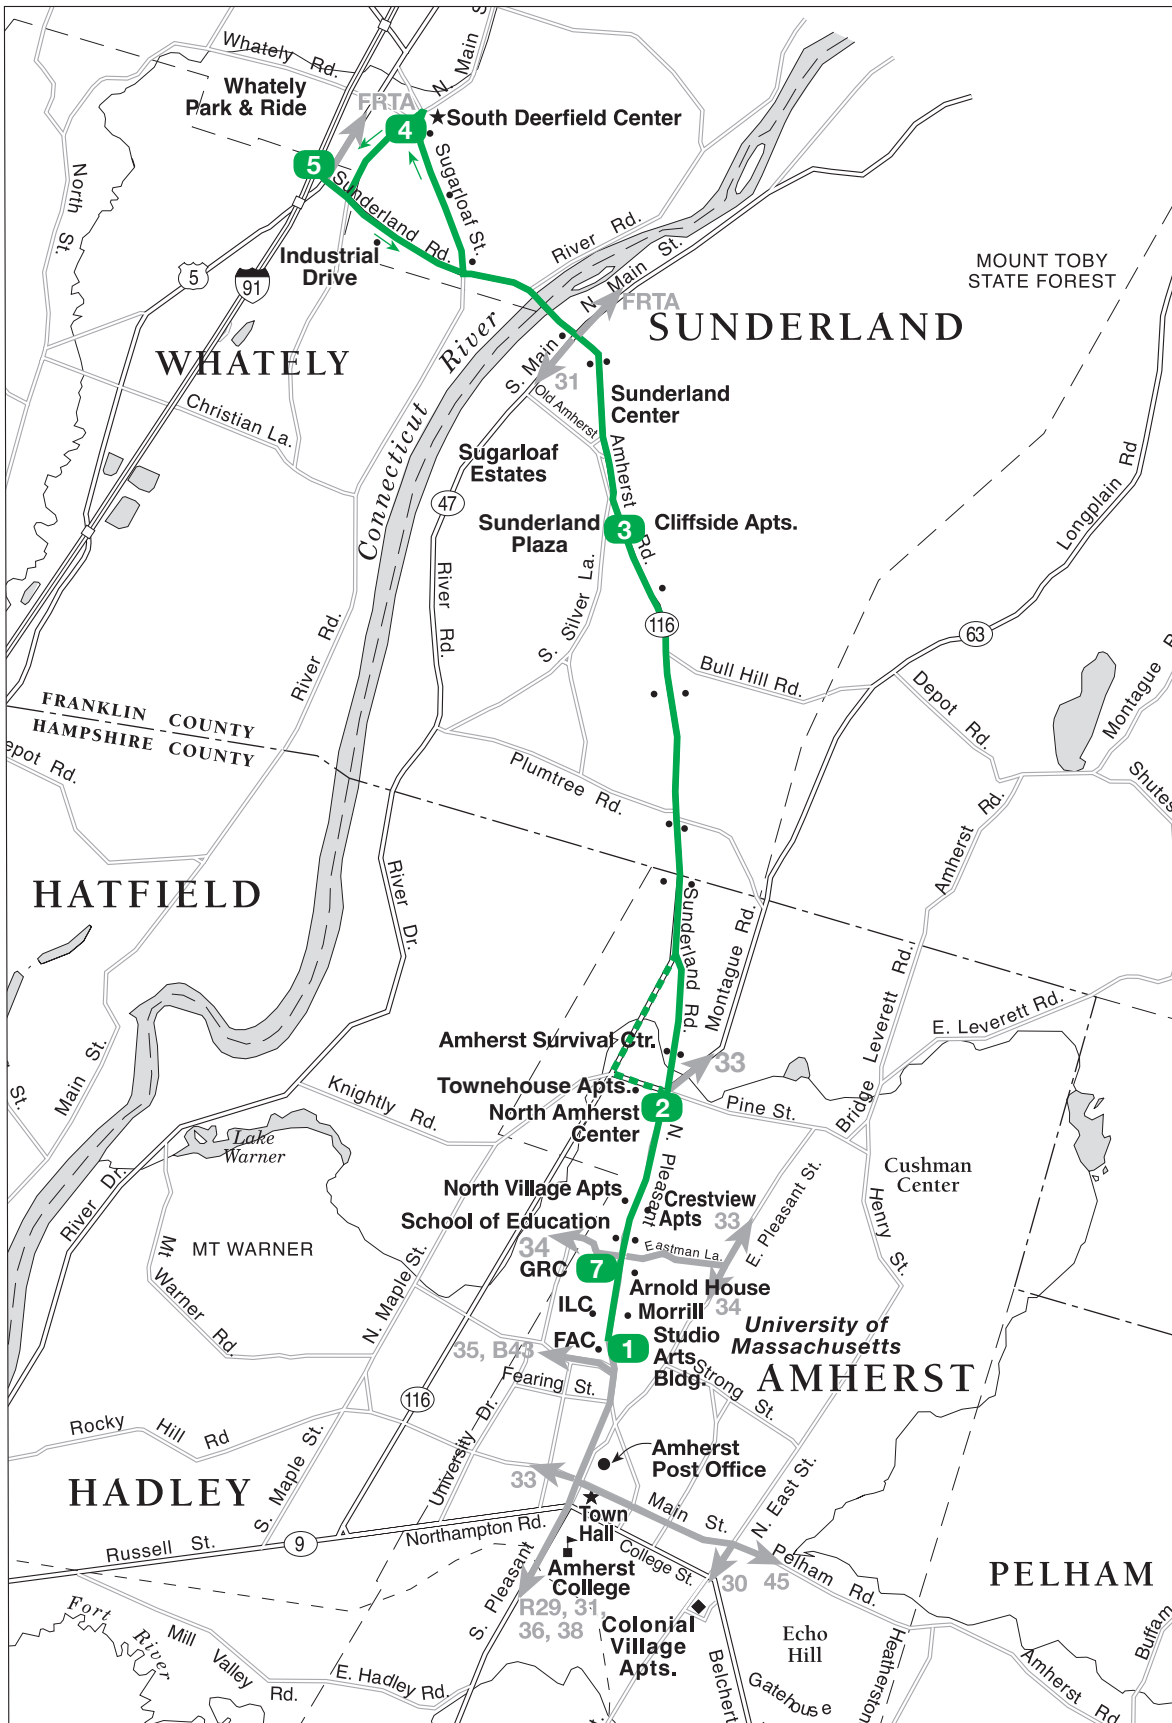 Whately Rd.
N. Main S
Whately
Park & Ride
FRTA
4
South Deerfield Center
5
Sugarloaf St.
Sunderland Rd.
North St.
Industrial
Drive
5
91
River Rd.
N. Main St.
FRTA
MOUNT TOBY
STATE FOREST
SUNDERLAND
WHATELY
Connecticut River
S. Main
31
Old Amherst
Sunderland
Center
Christian La.
Amherst Rd.
Sugarloaf
Estates
47
Sunderland
Plaza
3
Cliffside Apts.
Longplain Rd
River Rd.
S. Silver La.
116
63
River Rd.
Bull Hill Rd.
Depot Rd.
Montague R
FRANKLIN COUNTY
HAMPSHIRE COUNTY
epot Rd.
Plumtree Rd.
Shutes
Amherst Rd.
HATFIELD
River Dr.
Sunderland Rd.
Montague Rd.
Bridge Leverett Rd.
E. Leverett Rd.
Amherst Survival Ctr.
33
Main St.
St.
Townehouse Apts.
Knightly Rd.
2
Pine St.
North Amherst
Center
Lake
Warner
N. Pleasant
Cushman
Center
River Dr.
North Village Apts
Crestview
Apts
33
E. Pleasant St.
Henry St.
School of Education
34
Eastman La.
MT WARNER
Mt Warner Rd.
GRC
7
Arnold House
34
N. Maple St.
ILC
Morrill
University of
Massachusetts
FAC
1
Studio
Arts
Bldg.
35, B43
AMHERST
Fearing St.
Strong St.
116
Rocky Hill Rd
University Dr.
Amherst
Post Office
HADLEY
S. Maple St.
33
Main St.
N. East St.
Town
Hall
9
Northampton Rd.
Russell St.
College St.
Pelham Rd.
Amherst
College
30
45
PELHAM
S. Pleasant
R29, 31,
36, 38
Colonial
Village
Apts.
Fort River
Mill Valley Rd.
E. Hadley Rd.
Echo
Hill
Belchert
Gatehouse
Heatherston
Amherst Rd
Buffam